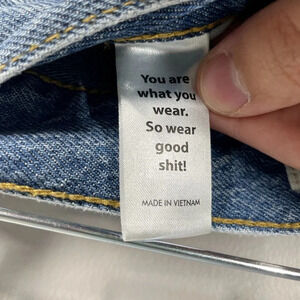 You are
what you
wear.
So wear
good
shit!
MADE IN VIETNAM